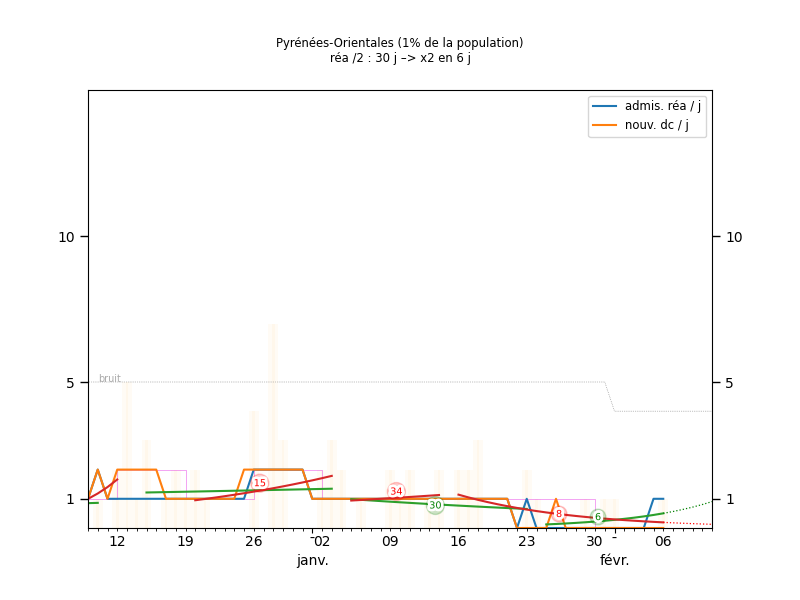 Pyrénées-Orientales (1% de la population)
réa /2 : 30 j –> x2 en 6 j
admis. réa / j
nouv. dc / j
10
10
bruit
5
5
15
34
30
8
6
1
1
12
19
26
02
09
16
23
30
06
janv.
févr.